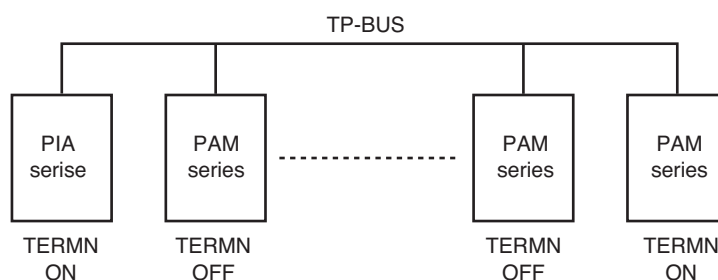 TP-BUS
PIA
serise
PAM
series
PAM
series
PAM
series
TERMN
ON
TERMN
OFF
TERMN
OFF
TERMN
ON